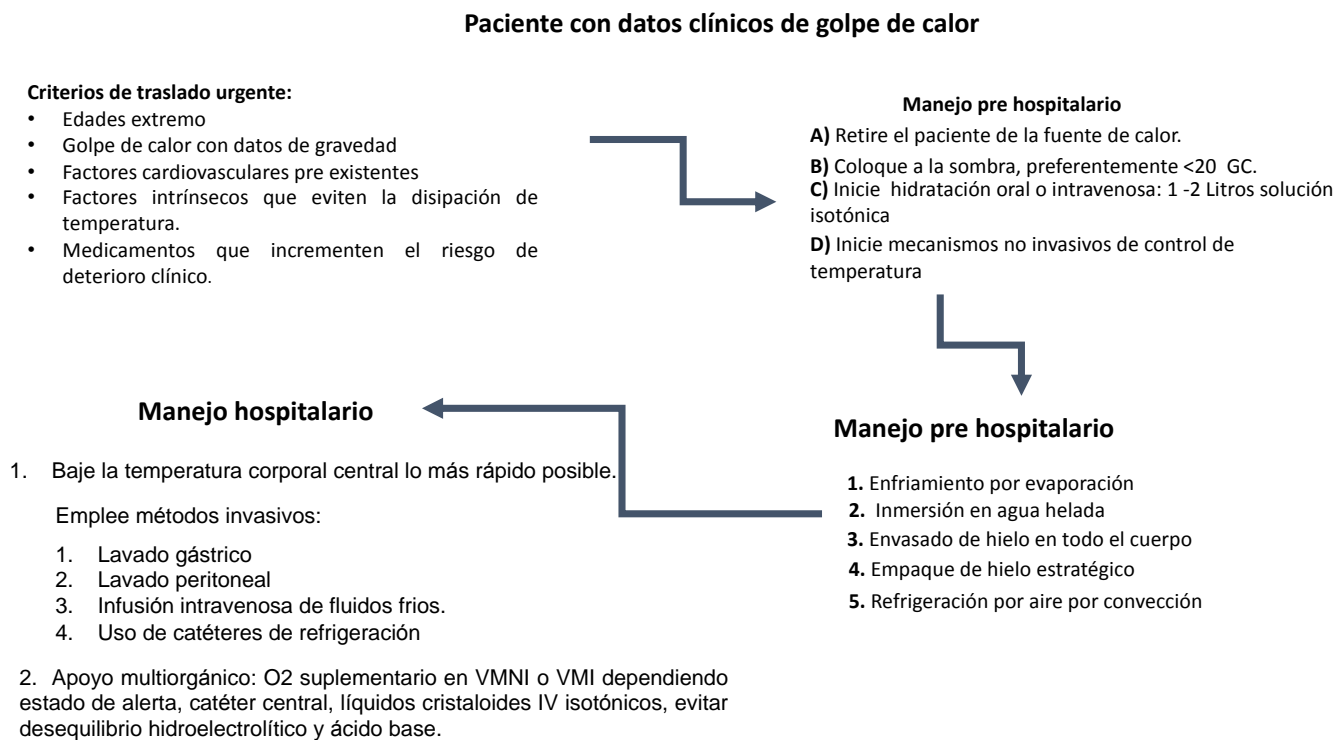 Paciente con datos clínicos de golpe de calor
Criterios de traslado urgente:
• Edades extremo
• Golpe de calor con datos de gravedad
• Factores cardiovasculares pre existentes
• Factores intrínsecos que eviten la disipación de
temperatura.
• Medicamentos que incrementen el riesgo de
deterioro clínico.
Manejo pre hospitalario
A) Retire el paciente de la fuente de calor.
B) Coloque a la sombra, preferentemente <20 GC.
C) Inicie hidratación oral o intravenosa: 1 -2 Litros solución
isotónica
D) Inicie mecanismos no invasivos de control de
temperatura
Manejo pre hospitalario
1. Enfriamiento por evaporación
2. Inmersión en agua helada
3. Envasado de hielo en todo el cuerpo
4. Empaque de hielo estratégico
5. Refrigeración por aire por convección
Manejo hospitalario
1. Baje la temperatura corporal central lo más rápido posible.
Emplee métodos invasivos:
1. Lavado gástrico
2. Lavado peritoneal
3. Infusión intravenosa de fluidos frios.
4. Uso de catéteres de refrigeración
2. Apoyo multiorgánico: O2 suplementario en VMNI o VMI dependiendo
estado de alerta, catéter central, líquidos cristaloides IV isotónicos, evitar
desequilibrio hidroelectrolítico y ácido base.